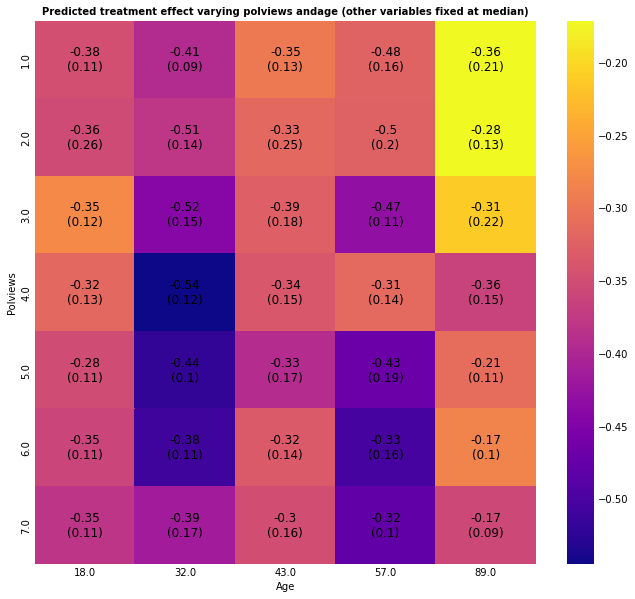 Predicted treatment effect varying polviews andage (other variables fixed at median)
Polviews
1.0
-0.38 -0.41 -0.35 -0.48 -0.36
(0.11) (0.09) (0.13) (0.16) (0.21)
2.0
-0.36 -0.51 -0.33 -0.5 -0.28
(0.26) (0.14) (0.25) (0.2) (0.13)
3.0
-0.35 -0.52 -0.39 -0.47 -0.31
(0.12) (0.15) (0.18) (0.11) (0.22)
4.0
-0.32 -0.54 -0.34 -0.31 -0.36
(0.13) (0.12) (0.15) (0.14) (0.15)
5.0
-0.28 -0.44 -0.33 -0.43 -0.21
(0.11) (0.1) (0.17) (0.19) (0.11)
6.0
-0.35 -0.38 -0.32 -0.33 -0.17
(0.11) (0.11) (0.14) (0.16) (0.1)
7.0
-0.35 -0.39 -0.3 -0.32 -0.17
(0.11) (0.17) (0.16) (0.1) (0.09)
18.0 32.0 43.0 57.0 89.0
Age
-0.20
-0.25
-0.30
-0.35
-0.40
-0.45
-0.50